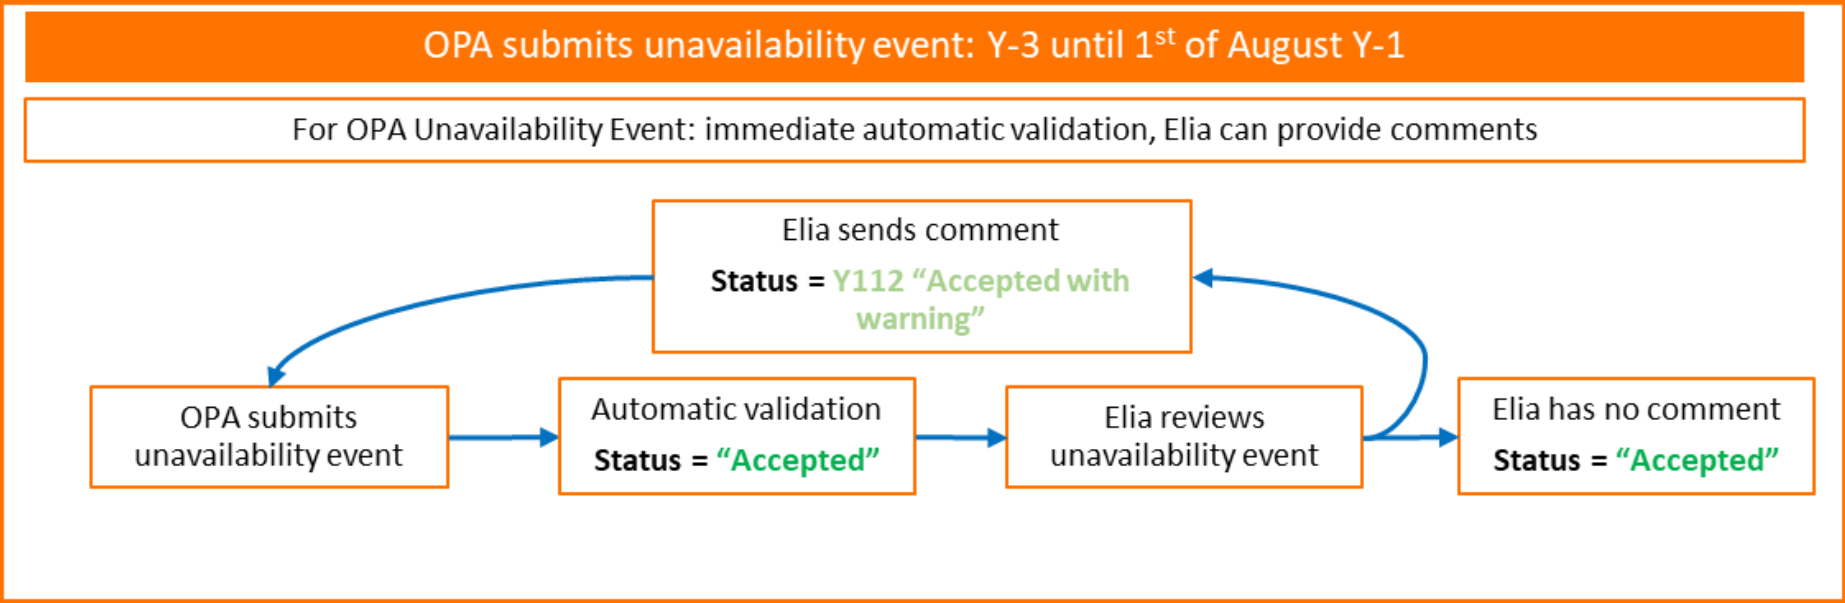 OPA submits unavailability event: Y-3 until 1st of August Y-1
For OPA Unavailability Event: immediate automatic validation, Elia can provide comments
Elia sends comment
Status = Y112 “Accepted with
warning”
OPA submits
unavailability event
Automatic validation
Status = “Accepted”
Elia reviews
unavailability event
Elia has no comment
Status = “Accepted”